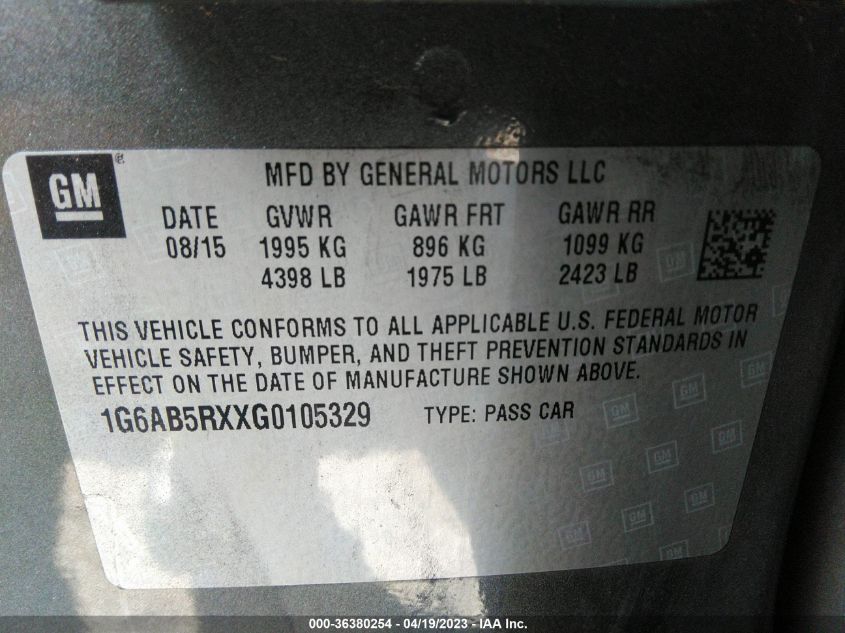 GM
MFD BY GENERAL MOTORS LLC
DATE GVWR GAWR FRT GAWR RR
08/15 1995 KG 896 KG 1099 KG
4398 LB 1975 LB 2423 LB
THIS VEHICLE CONFORMS TO ALL APPLICABLE U.S. FEDERAL MOTOR
VEHICLE SAFETY, BUMPER, AND THEFT PREVENTION STANDARDS IN
EFFECT ON THE DATE OF MANUFACTURE SHOWN ABOVE.
1G6AB5RXXG0105329 TYPE: PASS CAR
000-36380254 - 04/19/2023 - IAA Inc.